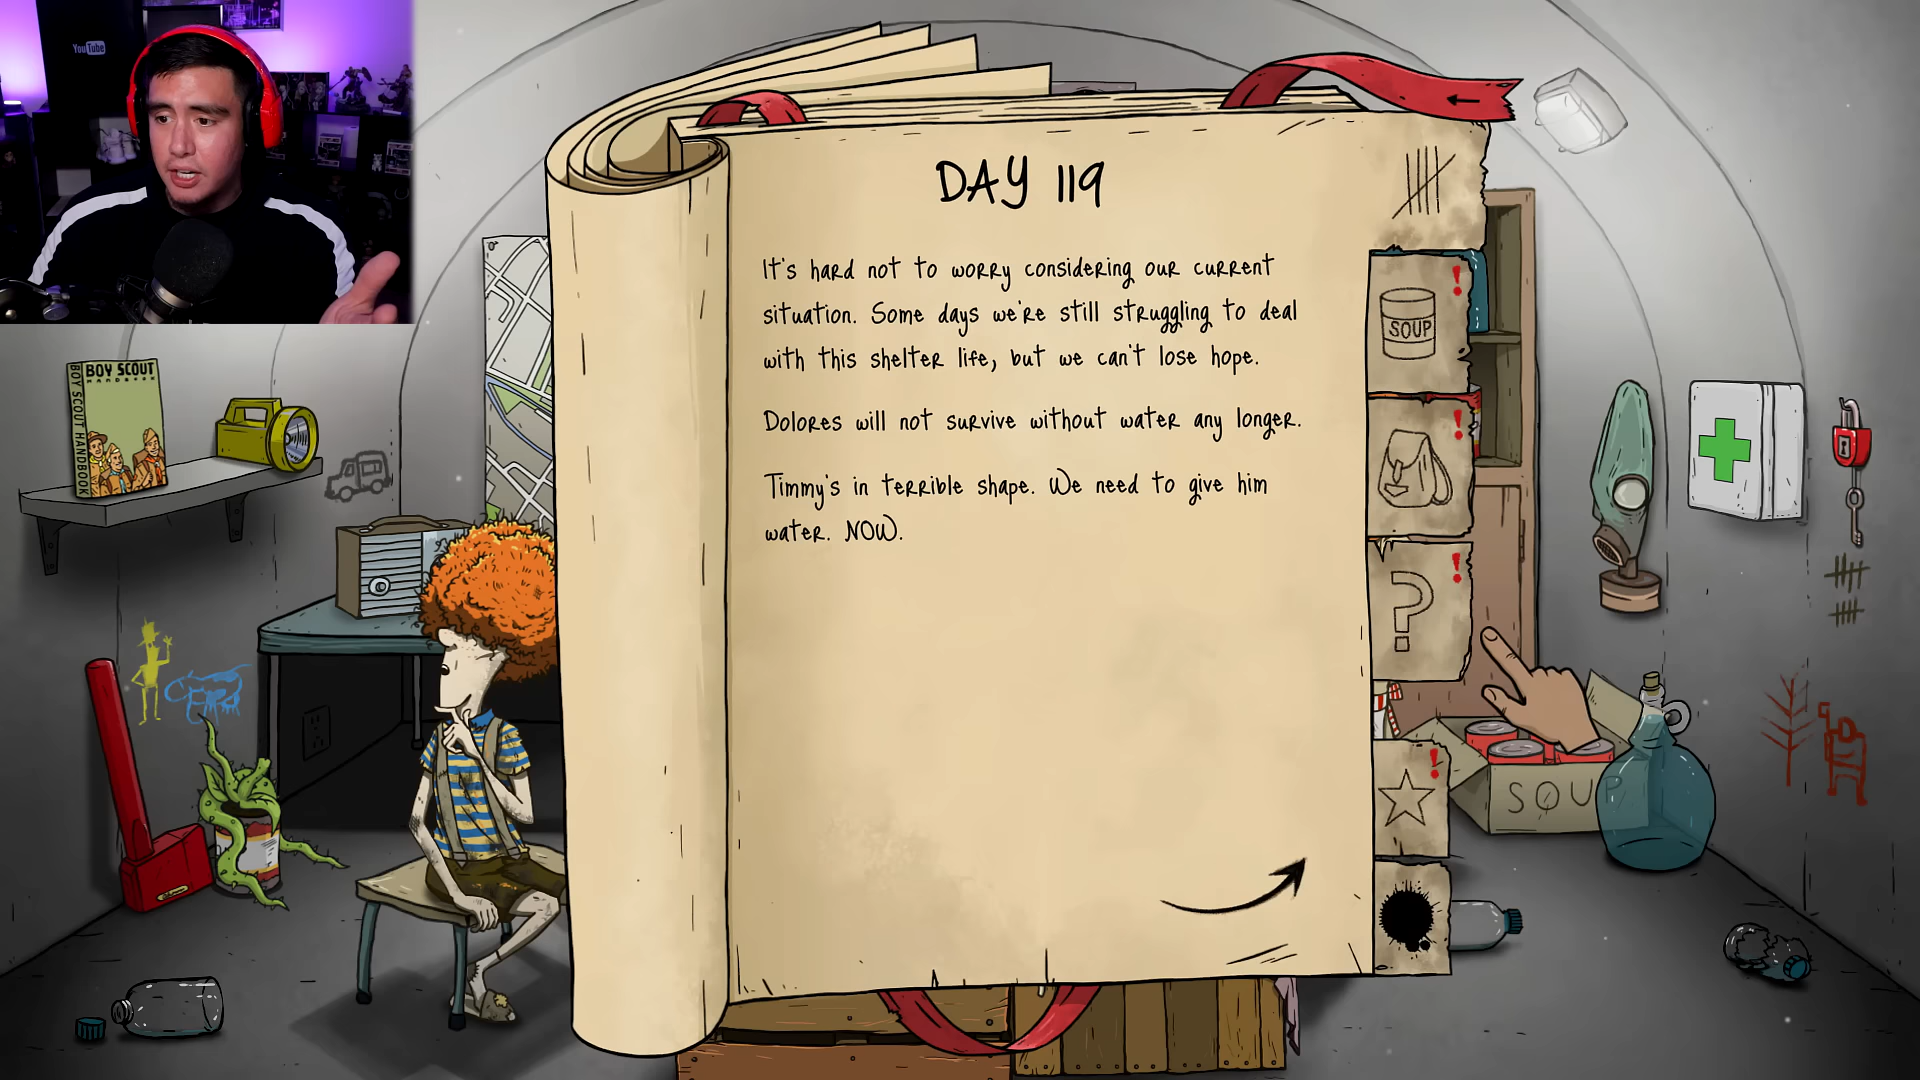 YouTube
DAY 119
It's hard not to worry considering our current
situation. Some days we're still struggling to deal
with this shelter life, but we can't lose hope.
Dolores will not survive without water any longer.
Timmy's in terrible shape. We need to give him
water. NOW.
SOUP
!
!
?
!
!
BOY SCOUT
HANDBOOK
BOY SCOUT HANDBOOK
SOUP